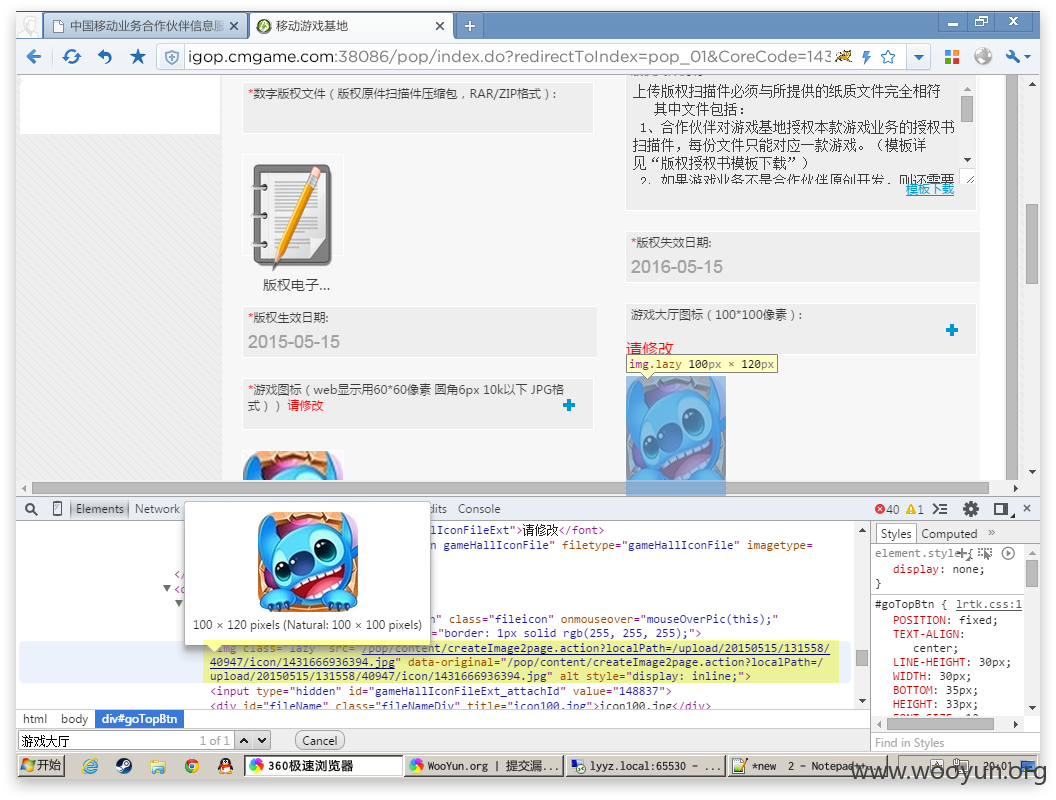 中国移动业务合作伙伴信息服
移动游戏基地
igop.cmgame.com:38086/pop/index.do?redirectToIndex=pop_01&CoreCode=143
*数字版权文件（版权原件扫描件压缩包，RAR/ZIP格式）:
版权电子...
*版权生效日期:
2015-05-15
*游戏图标（web显示用60*60像素 圆角6px 10k以下 JPG格
式））请修改
上传版权扫描件必须与所提供的纸质文件完全相符
其中文件包括:
1、合作伙伴对游戏基地授权本款游戏业务的授权书
扫描件，每份文件只能对应一款游戏。（模板详
见“版权授权书模板下载”）
2、如果游戏业务不是合作伙伴原创开发，则还需要
模板下载
*版权失效日期:
2016-05-15
游戏大厅图标（100*100像素）:
请修改
img.lazy 100px × 120px
Elements Network
dits Console
40 1
100 × 120 pixels (Natural: 100 × 100 pixels)
llIconFileExt">请修改</font>
n gameHallIconFile" filetype="gameHallIconFile" imagetype=
</
<d
n" class="fileicon" onmouseover="mouseOverPic(this);"
="border: 1px solid rgb(255, 255, 255);">
<img class="lazy" src="/pop/content/createImage2page.action?localPath=/upload/20150515/131558/
40947/icon/1431666936394.jpg" data-original="/pop/content/createImage2page.action?localPath=/
upload/20150515/131558/40947/icon/1431666936394.jpg" alt style="display: inline;">
<input type="hidden" id="gameHallIconFileExt_attachId" value="148837">
<div id="fileName" class="fileNameDiv" title="icon100.jpg">icon100.jpg</div>
html body div#goTopBtn
游戏大厅 1 of 1 Cancel
Styles Computed »
element.style {
display: none;
}
#goTopBtn { lrtk.css:1
POSITION: fixed;
TEXT-ALIGN:
center;
LINE-HEIGHT: 30px;
WIDTH: 30px;
BOTTOM: 35px;
HEIGHT: 33px;
FONT-SIZE: 12
Find in Styles
开始
360极速浏览器
WooYun.org | 提交漏...
lyyz.local:65530 - ...
*new 2 - Notepad++
20:01
www.wooyun.org